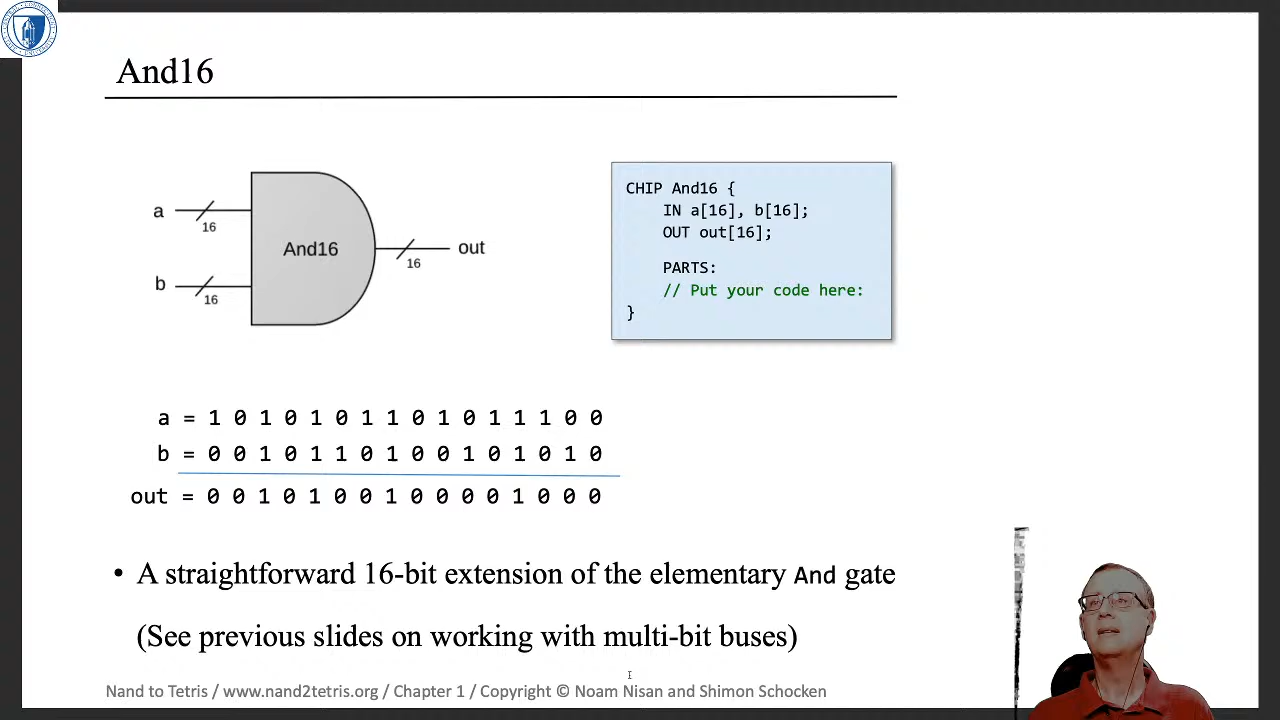 And16
a
16
b
16
And16
16
out
CHIP And16 {
IN a[16], b[16];
OUT out[16];
PARTS:
// Put your code here:
}
a = 1 0 1 0 1 0 1 1 0 1 0 1 1 1 0 0
b = 0 0 1 0 1 1 0 1 0 0 1 0 1 0 1 0
out = 0 0 1 0 1 0 0 1 0 0 0 0 1 0 0 0
• A straightforward 16-bit extension of the elementary And gate
(See previous slides on working with multi-bit buses)
Nand to Tetris / www.nand2tetris.org / Chapter 1 / Copyright © Noam Nisan and Shimon Schocken